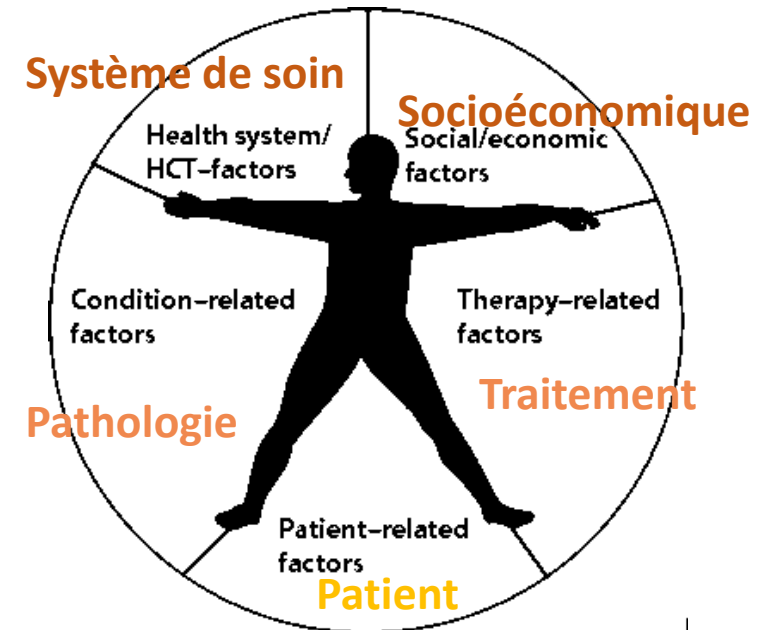 Système de soin
Socioéconomique
Health system/
HCT-factors
Social/economic
factors
Condition-related
factors
Therapy-related
factors
Traitement
Pathologie
Patient-related
factors
Patient